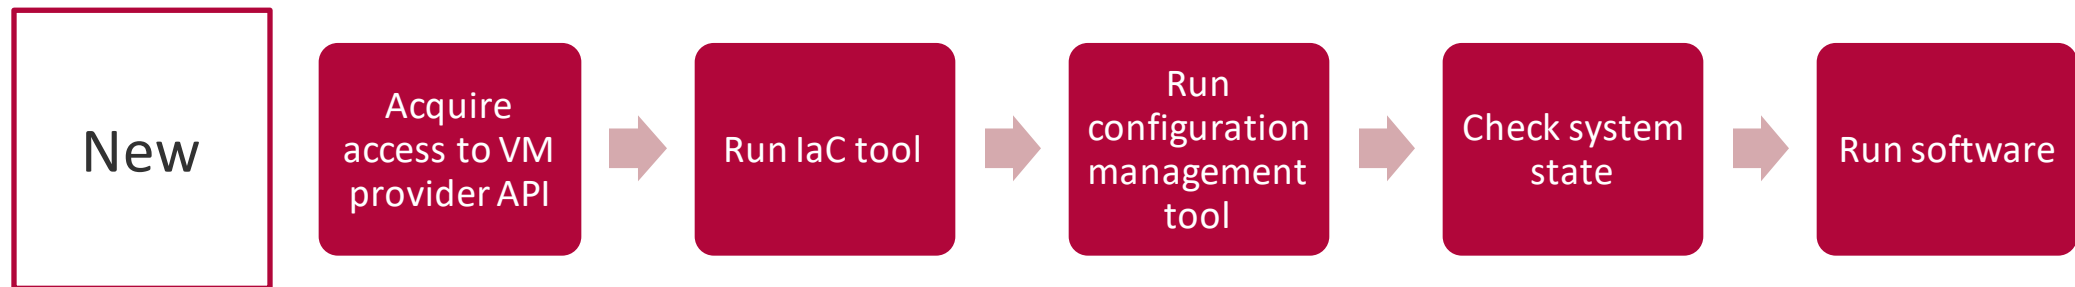 New
Acquire
access to VM
provider API
Run IaC tool
Run
configuration
management
tool
Check system
state
Run software